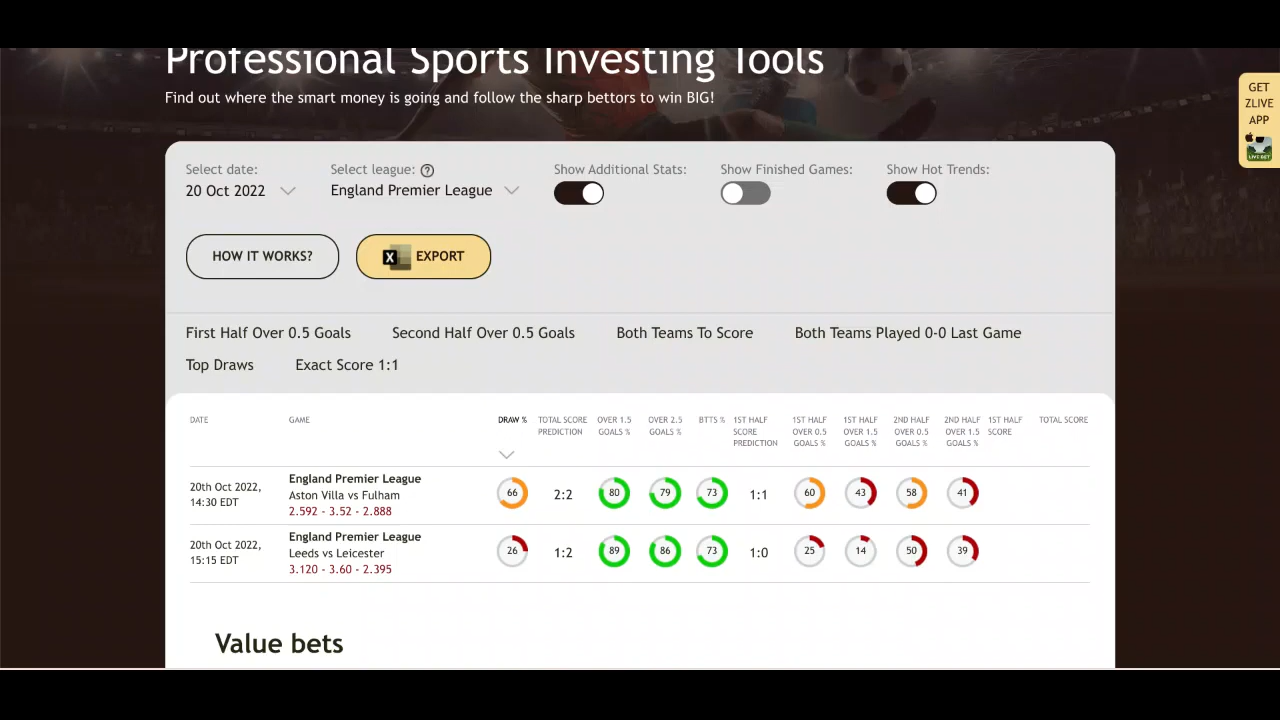 Professional Sports Investing Tools
Find out where the smart money is going and follow the sharp bettors to win BIG!
GET
ZLIVE
APP
LIVE BET
Select date:
20 Oct 2022
Select league: ?
England Premier League
Show Additional Stats:
Show Finished Games:
Show Hot Trends:
HOW IT WORKS?
X EXPORT
First Half Over 0.5 Goals
Second Half Over 0.5 Goals
Both Teams To Score
Both Teams Played 0-0 Last Game
Top Draws
Exact Score 1:1
DATE
GAME
DRAW %
TOTAL SCORE
PREDICTION
OVER 1.5
GOALS %
OVER 2.5
GOALS %
BTTS %
1ST HALF
SCORE
PREDICTION
1ST HALF
OVER 0.5
GOALS %
1ST HALF
OVER 1.5
GOALS %
2ND HALF
OVER 0.5
GOALS %
2ND HALF
OVER 1.5
GOALS %
1ST HALF
SCORE
TOTAL SCORE
20th Oct 2022,
14:30 EDT
England Premier League
Aston Villa vs Fulham
2.592 - 3.52 - 2.888
66
2:2
80
79
73
1:1
60
43
58
41
20th Oct 2022,
15:15 EDT
England Premier League
Leeds vs Leicester
3.120 - 3.60 - 2.395
26
1:2
89
86
73
1:0
25
14
50
39
Value bets